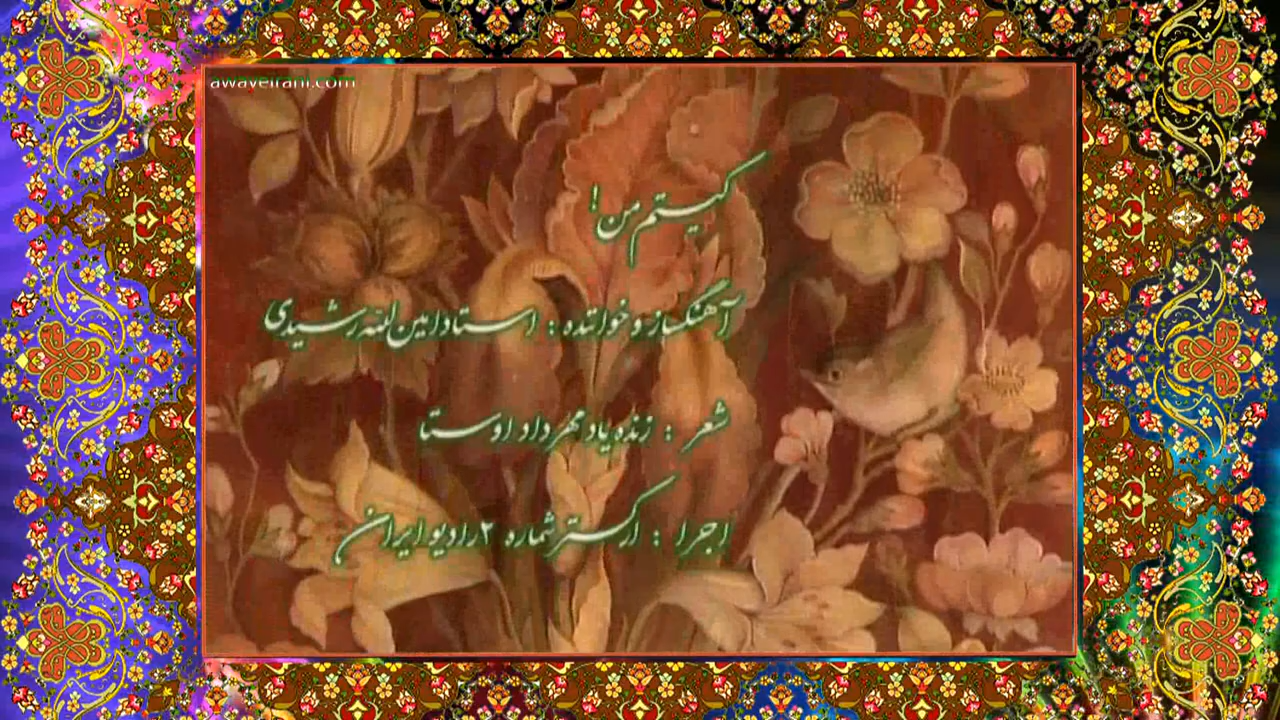 awayeirani.com
کیستم من !
آهنگساز و خواننده : استاد امین الله رشیدی
شعر : زنده یاد مهرداد اوستا
اجرا : ارکستر شماره ۲ رادیو ایران